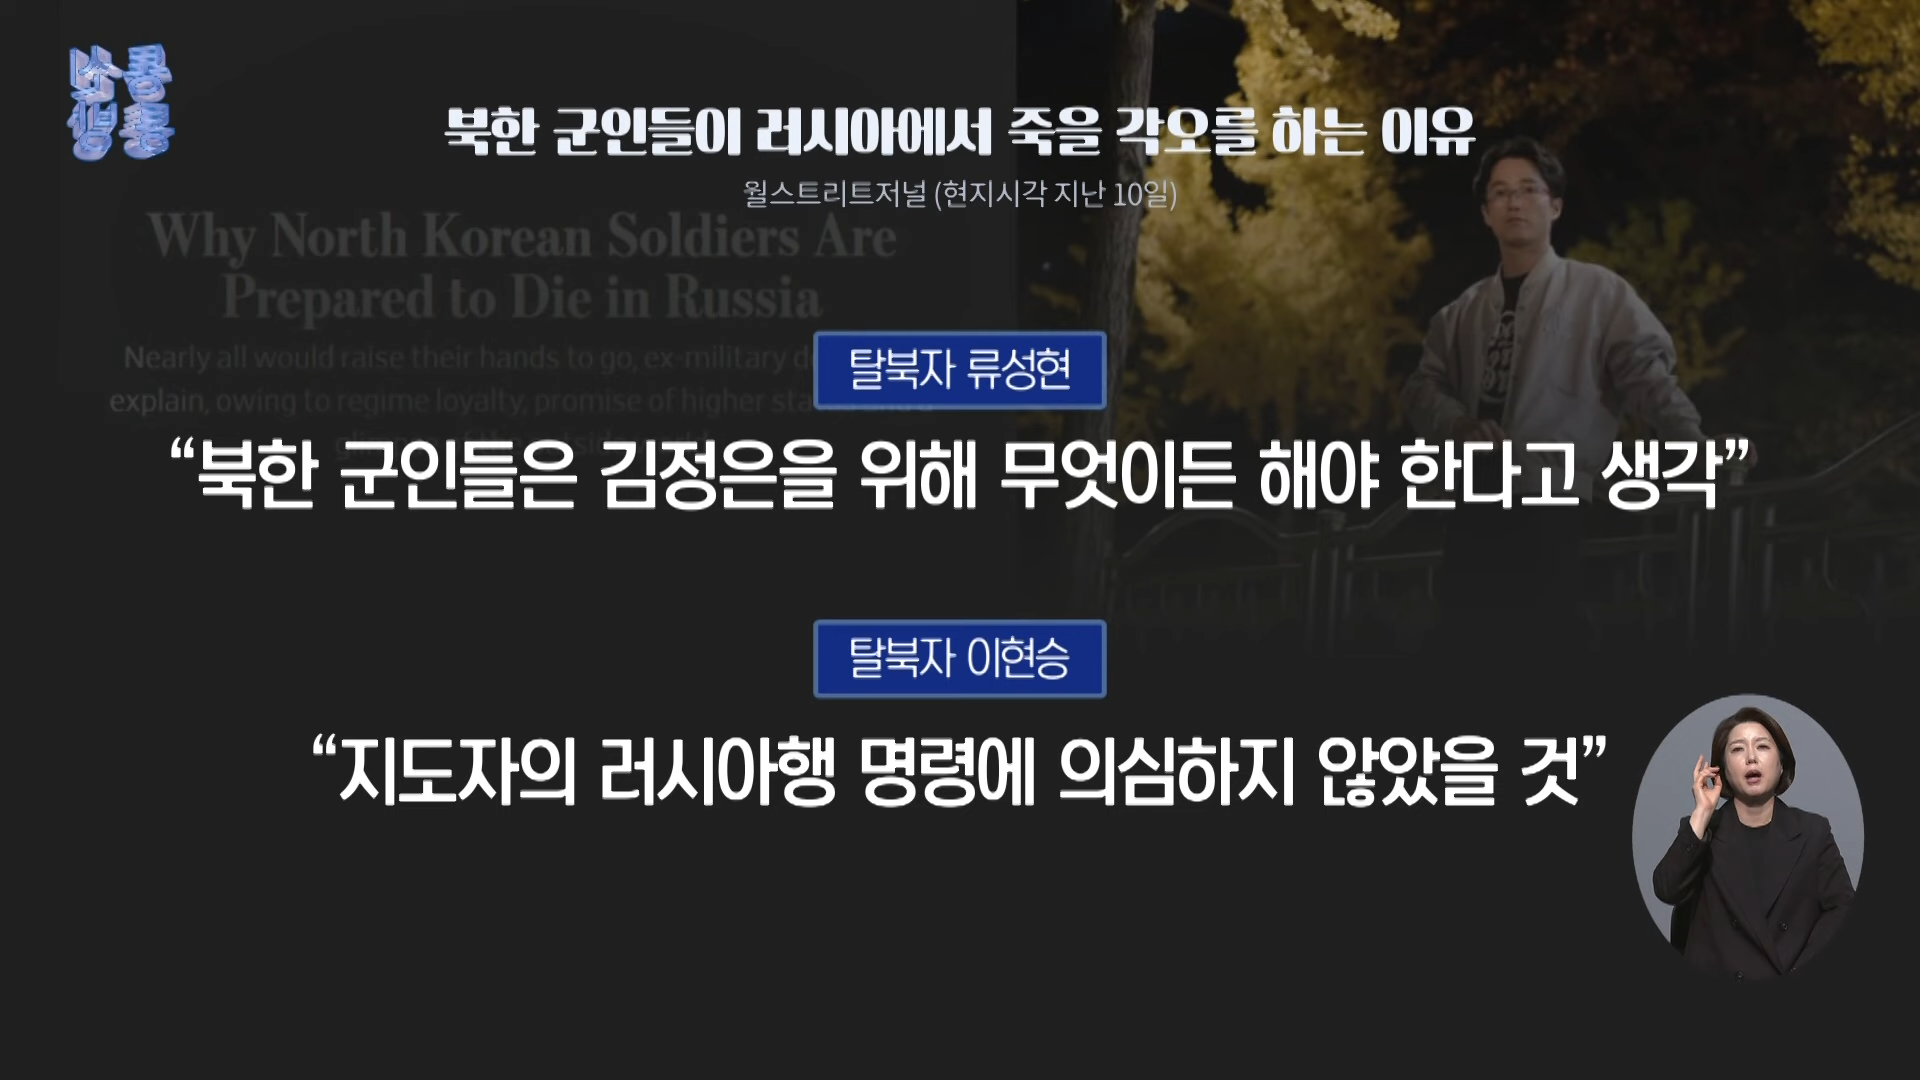 북한 군인들이 러시아에서 죽을 각오를 하는 이유
월스트리트저널 (현지시각 지난 10일)
Why North Korean Soldiers Are
Prepared to Die in Russia
Nearly all would raise their hands to go, ex-military
explain, owing to regime loyalty, promise of higher
탈북자 류성현
“북한 군인들은 김정은을 위해 무엇이든 해야 한다고 생각”
탈북자 이현승
“지도자의 러시아행 명령에 의심하지 않았을 것”